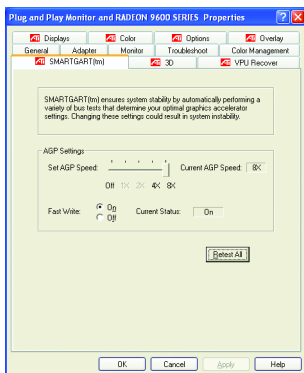 Plug and Play Monitor and RADEON 9600 SERIES Properties
Displays Color Options Overlay
General Adapter Monitor Troubleshoot Color Management
SMARTGART(tm) 3D VPU Recover
SMARTGART(tm) ensures system stability by automatically performing a
variety of bus tests that determine your optimal graphics accelerator
settings. Changing these settings could result in system instability.
AGP Settings
Set AGP Speed: Current AGP Speed: 8X
Off 1X 2X 4X 8X
Fast Write: On Current Status: On
Off
Retest All
OK Cancel Apply Help